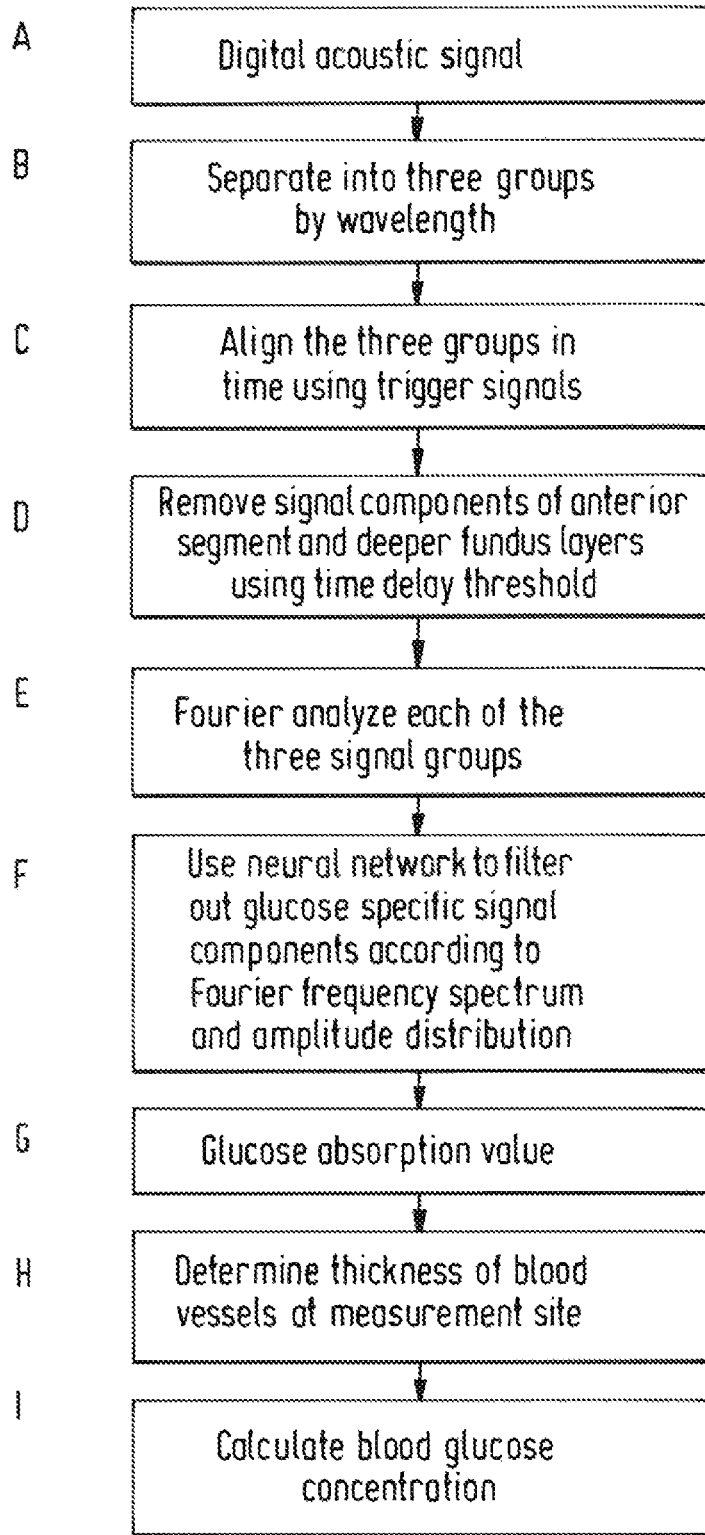 A
Digital acoustic signal
B
Separate into three groups
by wavelength
C
Align the three groups in
time using trigger signals
D
Remove signal components of anterior
segment and deeper fundus layers
using time delay threshold
E
Fourier analyze each of the
three signal groups
F
Use neural network to filter
out glucose specific signal
components according to
Fourier frequency spectrum
and amplitude distribution
G
Glucose absorption value
H
Determine thickness of blood
vessels at measurement site
I
Calculate blood glucose
concentration